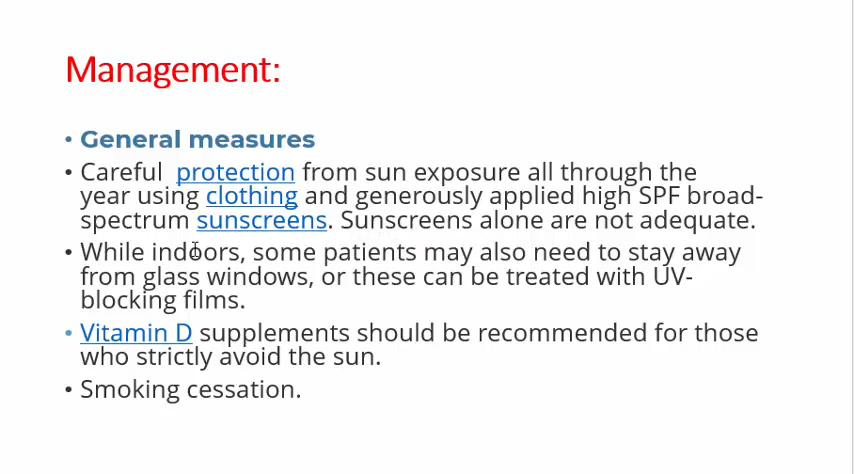 Management:
• General measures
• Careful protection from sun exposure all through the
year using clothing and generously applied high SPF broad-
spectrum sunscreens. Sunscreens alone are not adequate.
• While indoors, some patients may also need to stay away
from glass windows, or these can be treated with UV-
blocking films.
• Vitamin D supplements should be recommended for those
who strictly avoid the sun.
• Smoking cessation.